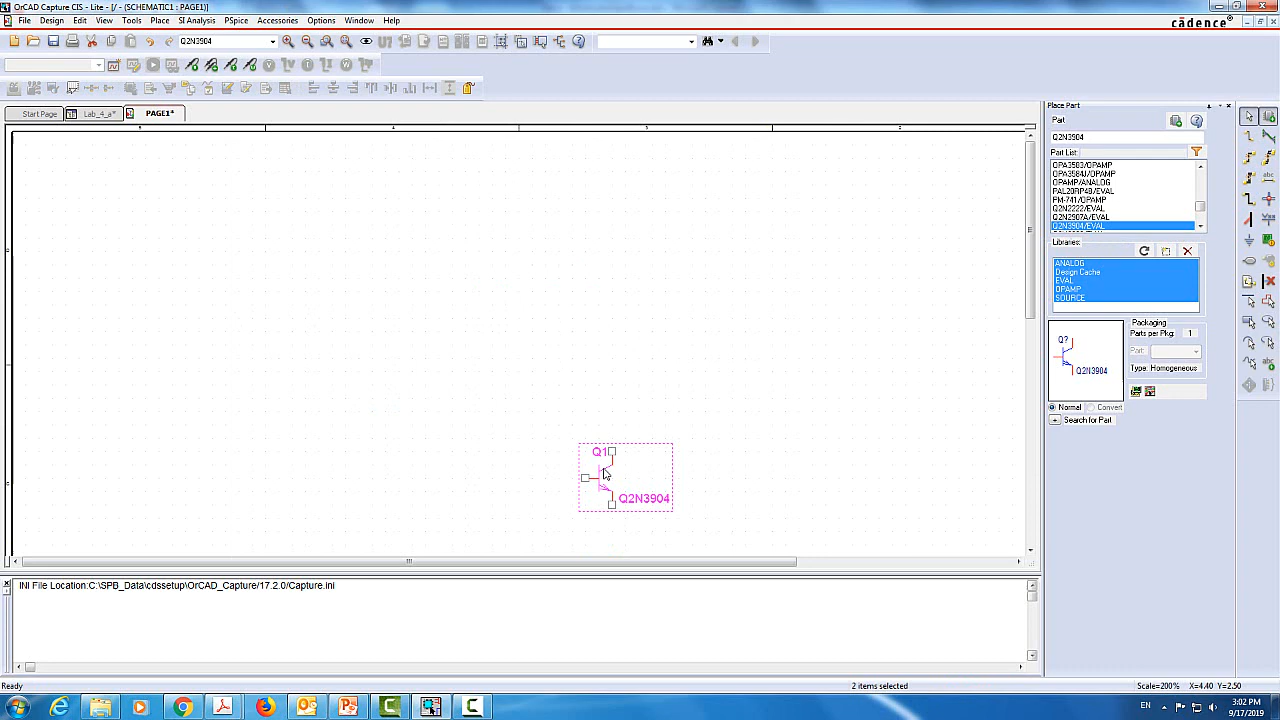 OrCAD Capture CIS - Lite - [/ - (SCHEMATIC1 : PAGE1)]
File Design Edit View Tools Place SI Analysis PSpice Accessories Options Window Help
cādence®
Q2N3904
Start Page Lab_4_a* PAGE1*
Place Part
Part
Q2N3904
Part List:
OPA3583/OPAMP
OPA3584J/OPAMP
OPAMP/ANALOG
PAL20RP4B/EVAL
PM-741/OPAMP
Q2N2222/EVAL
Q2N2907A/EVAL
Q2N3904/EVAL
Libraries:
ANALOG
Design Cache
EVAL
OPAMP
SOURCE
Packaging
Parts per Pkg: 1
Part:
Type: Homogeneous
Q?
Q2N3904
Normal Convert
Search for Part
Q1
Q2N3904
INI File Location:C:\SPB_Data\cdssetup\OrCAD_Capture/17.2.0/Capture.ini
Ready 2 items selected Scale=200% X=4.40 Y=2.50
EN 3:02 PM
9/17/2019